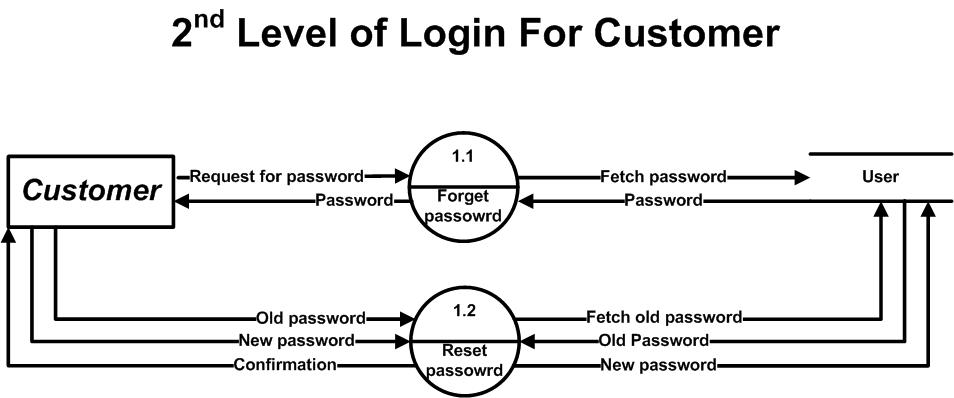 2nd Level of Login For Customer
Customer
Request for password
Password
1.1
Forget
passowrd
Fetch password
Password
User
Old password
New password
Confirmation
1.2
Reset
passowrd
Fetch old password
Old Password
New password